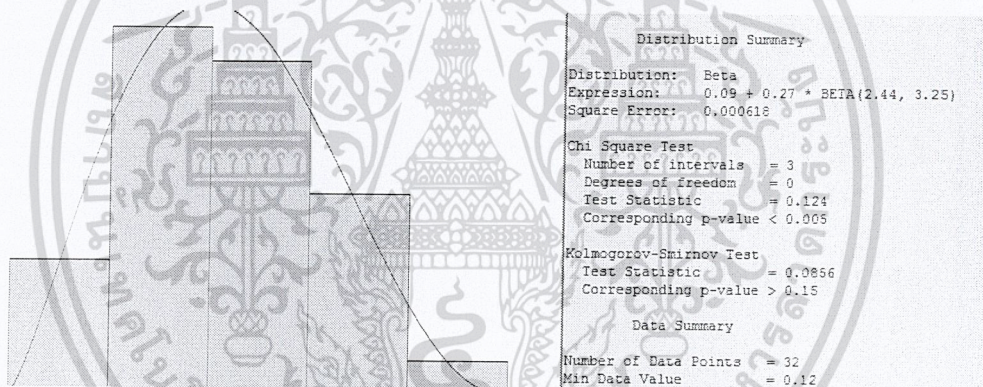 Distribution Summary
Distribution: Beta
Expression: 0.09 + 0.27 * BETA(2.44, 3.25)
Square Error: 0.000618
Chi Square Test
Number of intervals = 3
Degrees of freedom = 0
Test Statistic = 0.124
Corresponding p-value < 0.005
Kolmogorov-Smirnov Test
Test Statistic = 0.0856
Corresponding p-value > 0.15
Data Summary
Number of Data Points = 32
Min Data Value = 0.12